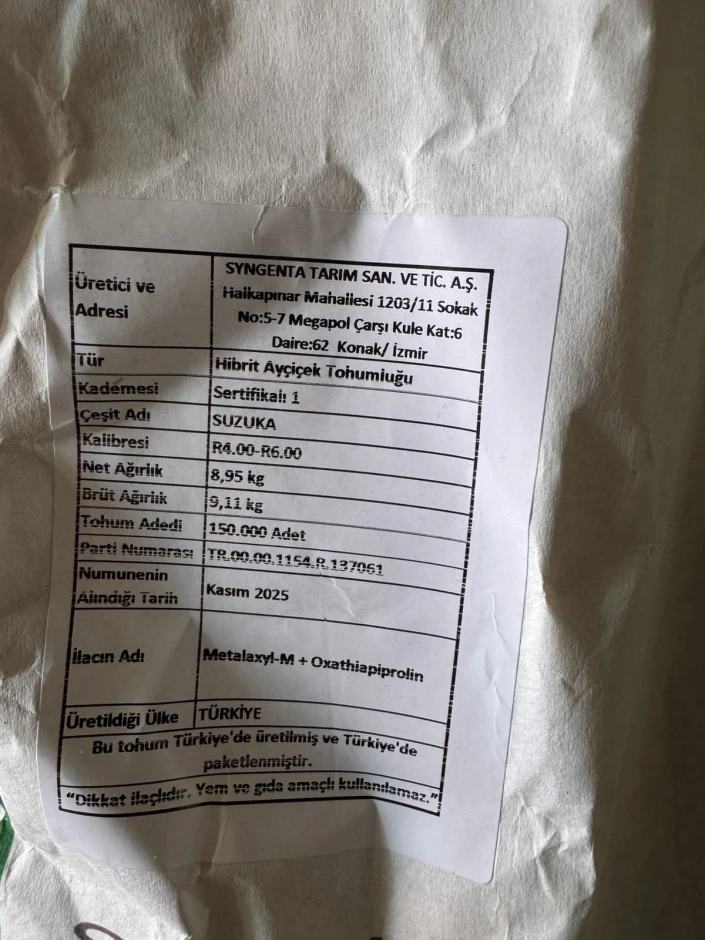 Üretici ve Adresi
SYNGENTA TARIM SAN. VE TİC. A.Ş.
Halkapınar Mahallesi 1203/11 Sokak
No:5-7 Megapol Çarşı Kule Kat:6
Daire:62 Konak/ İzmir
Tür Hibrit Ayçiçek Tohumluğu
Kademesi Sertifikalı 1
Çeşit Adı SUZUKA
Kalibresi R4.00-R6.00
Net Ağırlık 8,95 kg
Brüt Ağırlık 9,11 kg
Tohum Adedi 150.000 Adet
Parti Numarası TR.00.00.1154.R.137061
Numunenin Alındığı Tarih Kasım 2025
İlacın Adı Metalaxyl-M + Oxathiapiprolin
Üretildiği Ülke TÜRKİYE
Bu tohum Türkiye'de üretilmiş ve Türkiye'de
paketlenmiştir.
"Dikkat ilaçlıdır. Yem ve gıda amaçlı kullanılamaz."